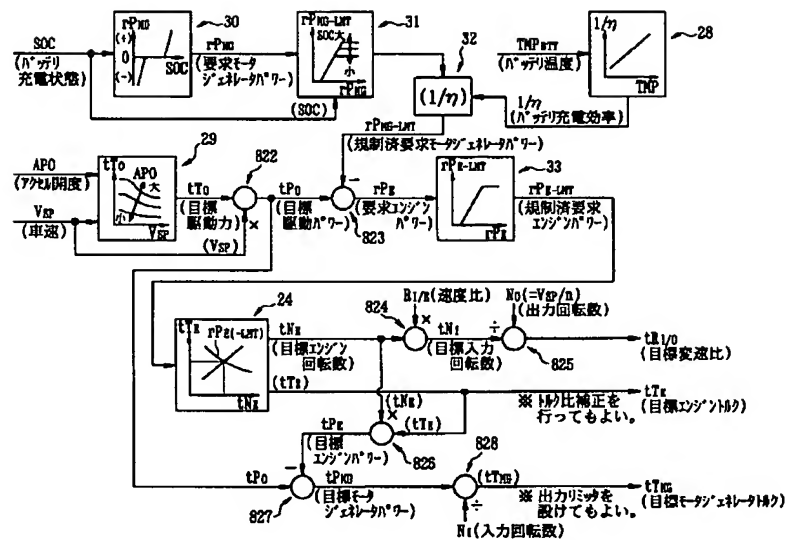 SOC
(バッテリ
充電状態)
rPMG
(+)
0
(-)
SOC
30
rPMG
(要求モータ
ジェネレータパワー)
(SOC)
rPMG-LMT
SOC大
小
rPMG
31
32
(1/η)
TMPBTT
(バッテリ温度)
1/η
TMP
28
1/η
(バッテリ充電効率)
rPMG-LMT
(規制済要求モータジェネレータパワー)
APO
(アクセル開度)
VSP
(車速)
tTO
APO
大
小
VSP
29
tTO
(目標
駆動力)
822
×
(VSP)
tPO
(目標
駆動パワー)
−
823
rPE
(要求エンジン
パワー)
rPE-LMT
rPE
33
rPE-LMT
(規制済要求
エンジンパワー)
24
tTE
rPE(-LMT)
tNE
tNE
(目標エンジン
回転数)
(tTE)
RI/E(速度比)
824
×
tNI
(目標入力
回転数)
NO(=VSP/n)
(出力回転数)
÷
825
tRI/O
(目標変速比)
(tNE)
×
(tTE)
826
tPE
(目標
エンジンパワー)
※ トルク比補正を
行ってもよい。
tTE
(目標エンジントルク)
tPO
−
827
tPMG
(目標モータ
ジェネレータパワー)
828
÷
NI(入力回転数)
(tTMG)
※ 出力リミッタを
設けてもよい。
tTMG
(目標モータジェネレータトルク)